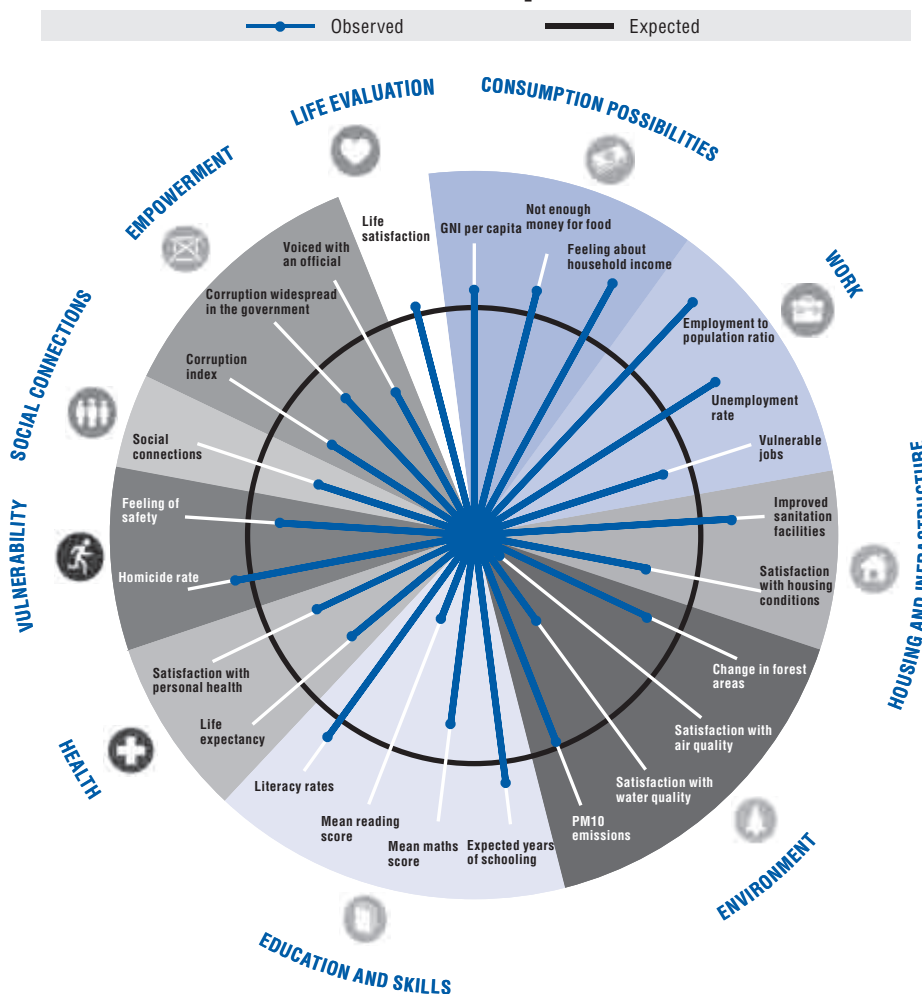 Observed
Expected
LIFE EVALUATION
CONSUMPTION POSSIBILITIES
EMPOWERMENT
WORK
SOCIAL CONNECTIONS
VULNERABILITY
HOUSING AND INFRASTRUCTURE
HEALTH
ENVIRONMENT
EDUCATION AND SKILLS
Life
satisfaction
GNI per capita
Not enough
money for food
Feeling about
household income
Employment to
population ratio
Unemployment
rate
Vulnerable
jobs
Improved
sanitation
facilities
Satisfaction
with housing
conditions
Change in forest
areas
Satisfaction with
air quality
Satisfaction with
water quality
PM10
emissions
Expected years
of schooling
Mean maths
score
Mean reading
score
Literacy rates
Life
expectancy
Satisfaction with
personal health
Homicide rate
Feeling of
safety
Social
connections
Corruption
index
Corruption widespread
in the government
Voiced with
an official